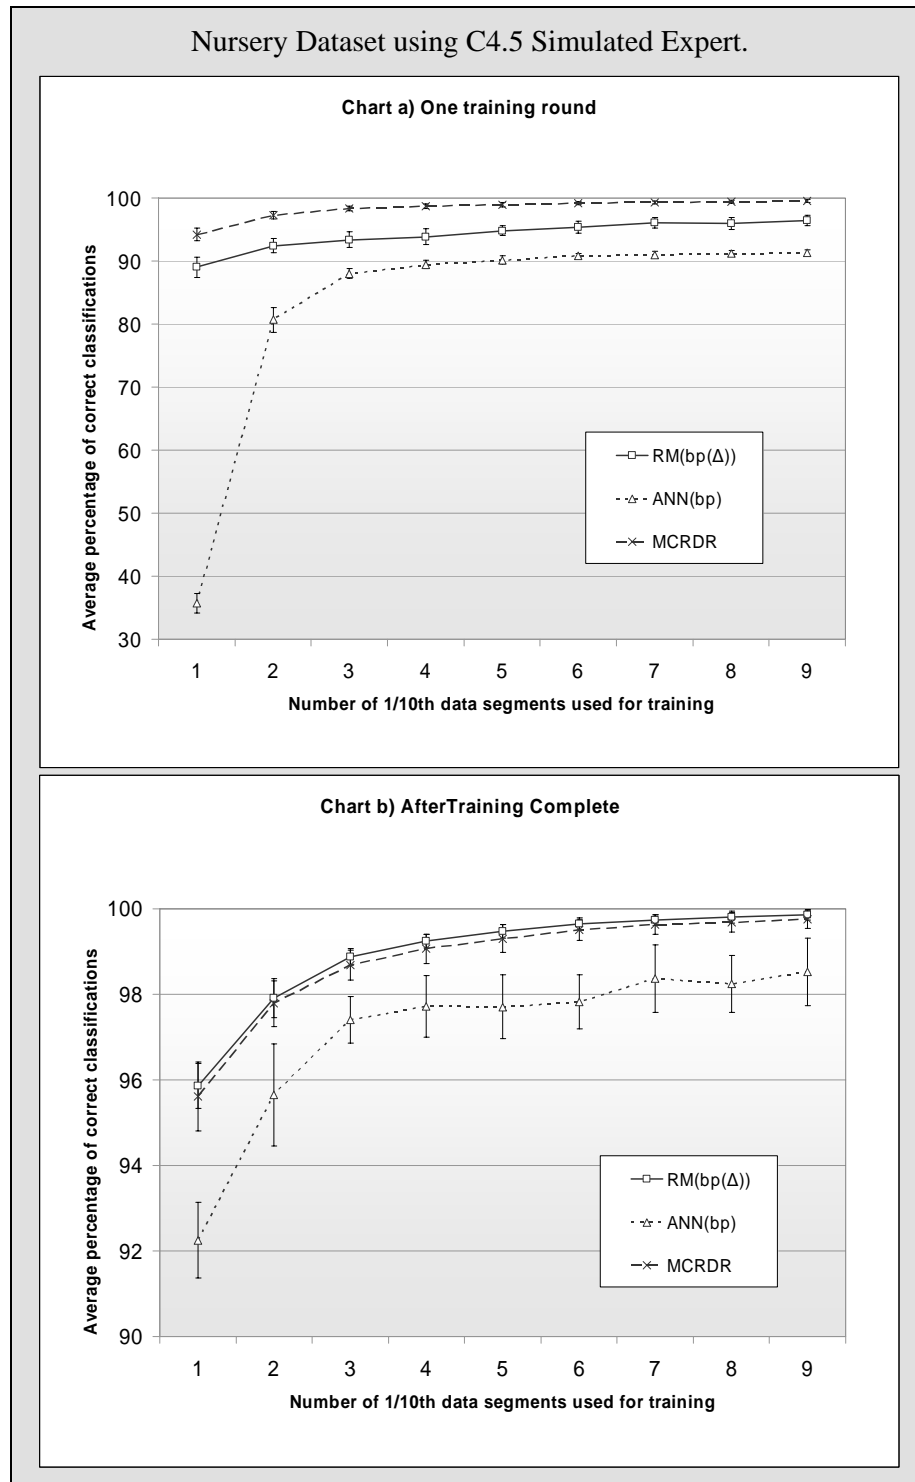 Nursery Dataset using C4.5 Simulated Expert.
Chart a) One training round
Average percentage of correct classifications
100
90
80
70
60
50
40
30
RM(bp(Δ))
ANN(bp)
MCRDR
1 2 3 4 5 6 7 8 9
Number of 1/10th data segments used for training
Chart b) AfterTraining Complete
Average percentage of correct classifications
100
98
96
94
92
90
RM(bp(Δ))
ANN(bp)
MCRDR
1 2 3 4 5 6 7 8 9
Number of 1/10th data segments used for training